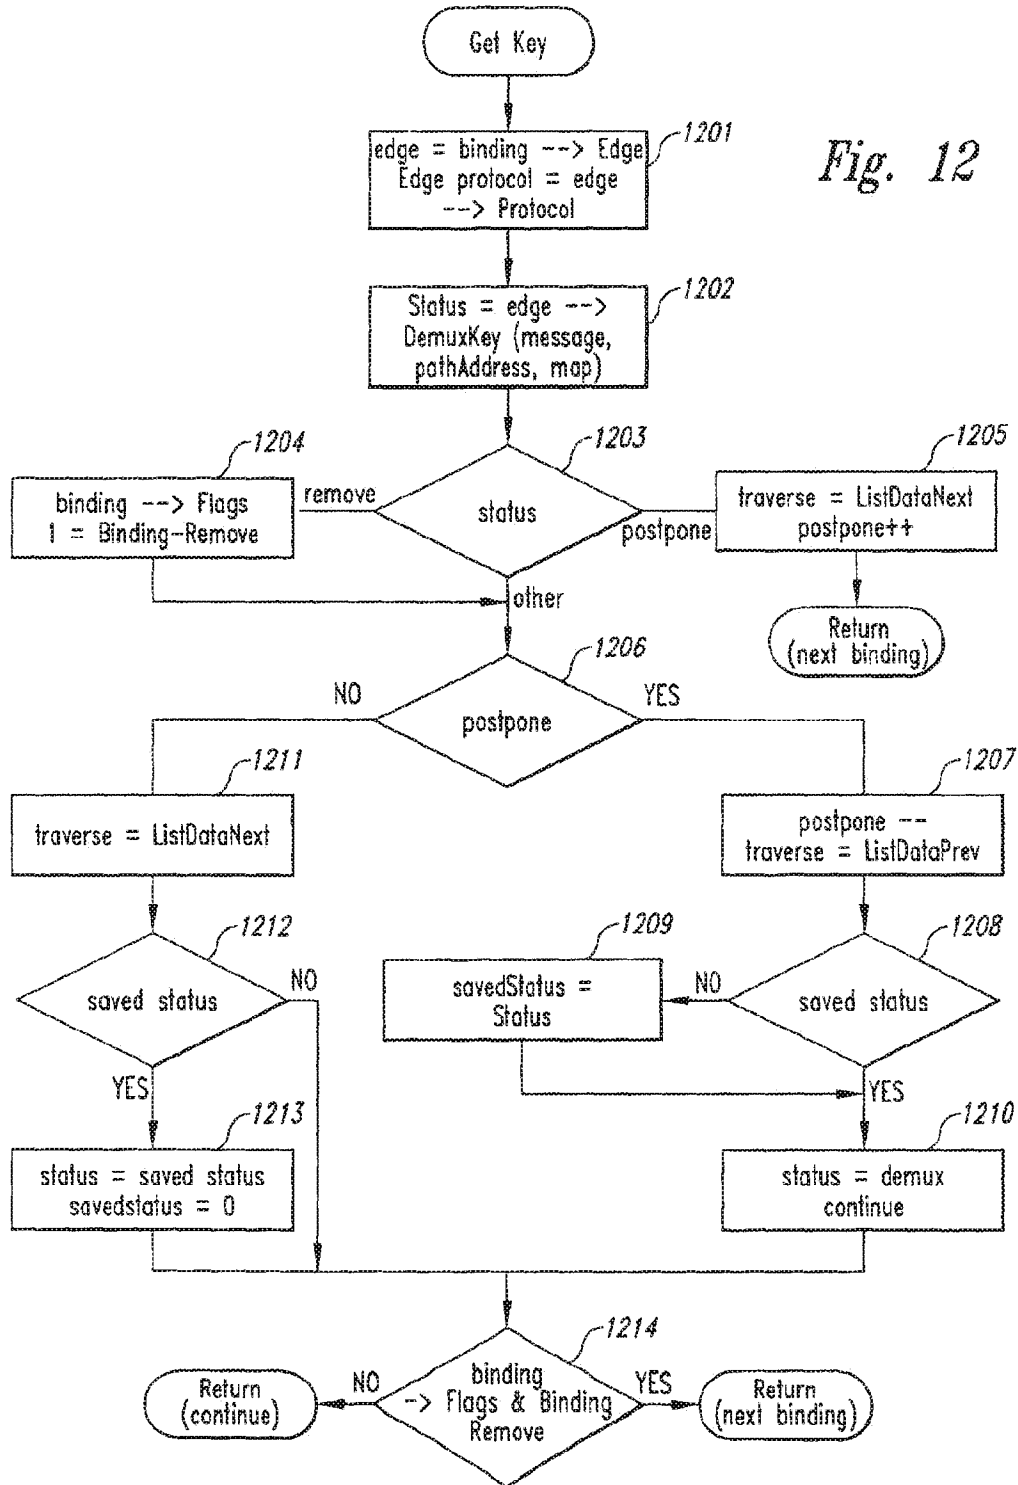 Get Key
1201
edge = binding --> Edge
Edge protocol = edge
--> Protocol
Fig. 12
1202
Status = edge -->
DemuxKey (message,
pathAddress, map)
1203
status
1204
remove
binding --> Flags
1 = Binding-Remove
1205
postpone
traverse = ListDataNext
postpone++
other
Return
(next binding)
1206
NO
YES
postpone
1211
traverse = ListDataNext
1207
postpone --
traverse = ListDataPrev
1212
saved status
NO
1209
savedStatus =
Status
1208
NO
saved status
YES
YES
1213
status = saved status
savedstatus = 0
1210
status = demux
continue
1214
binding
-> Flags & Binding
Remove
NO
YES
Return
(continue)
Return
(next binding)